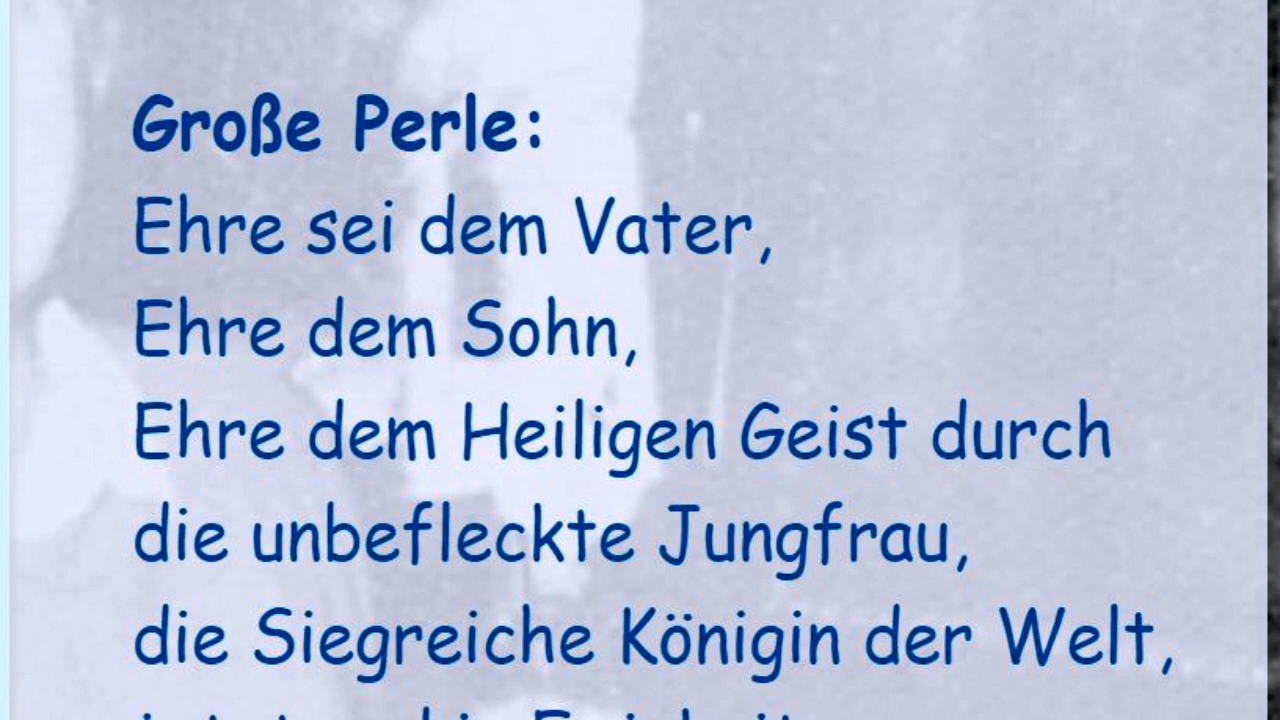 Große Perle:
Ehre sei dem Vater,
Ehre dem Sohn,
Ehre dem Heiligen Geist durch
die unbefleckte Jungfrau,
die Siegreiche Königin der Welt,